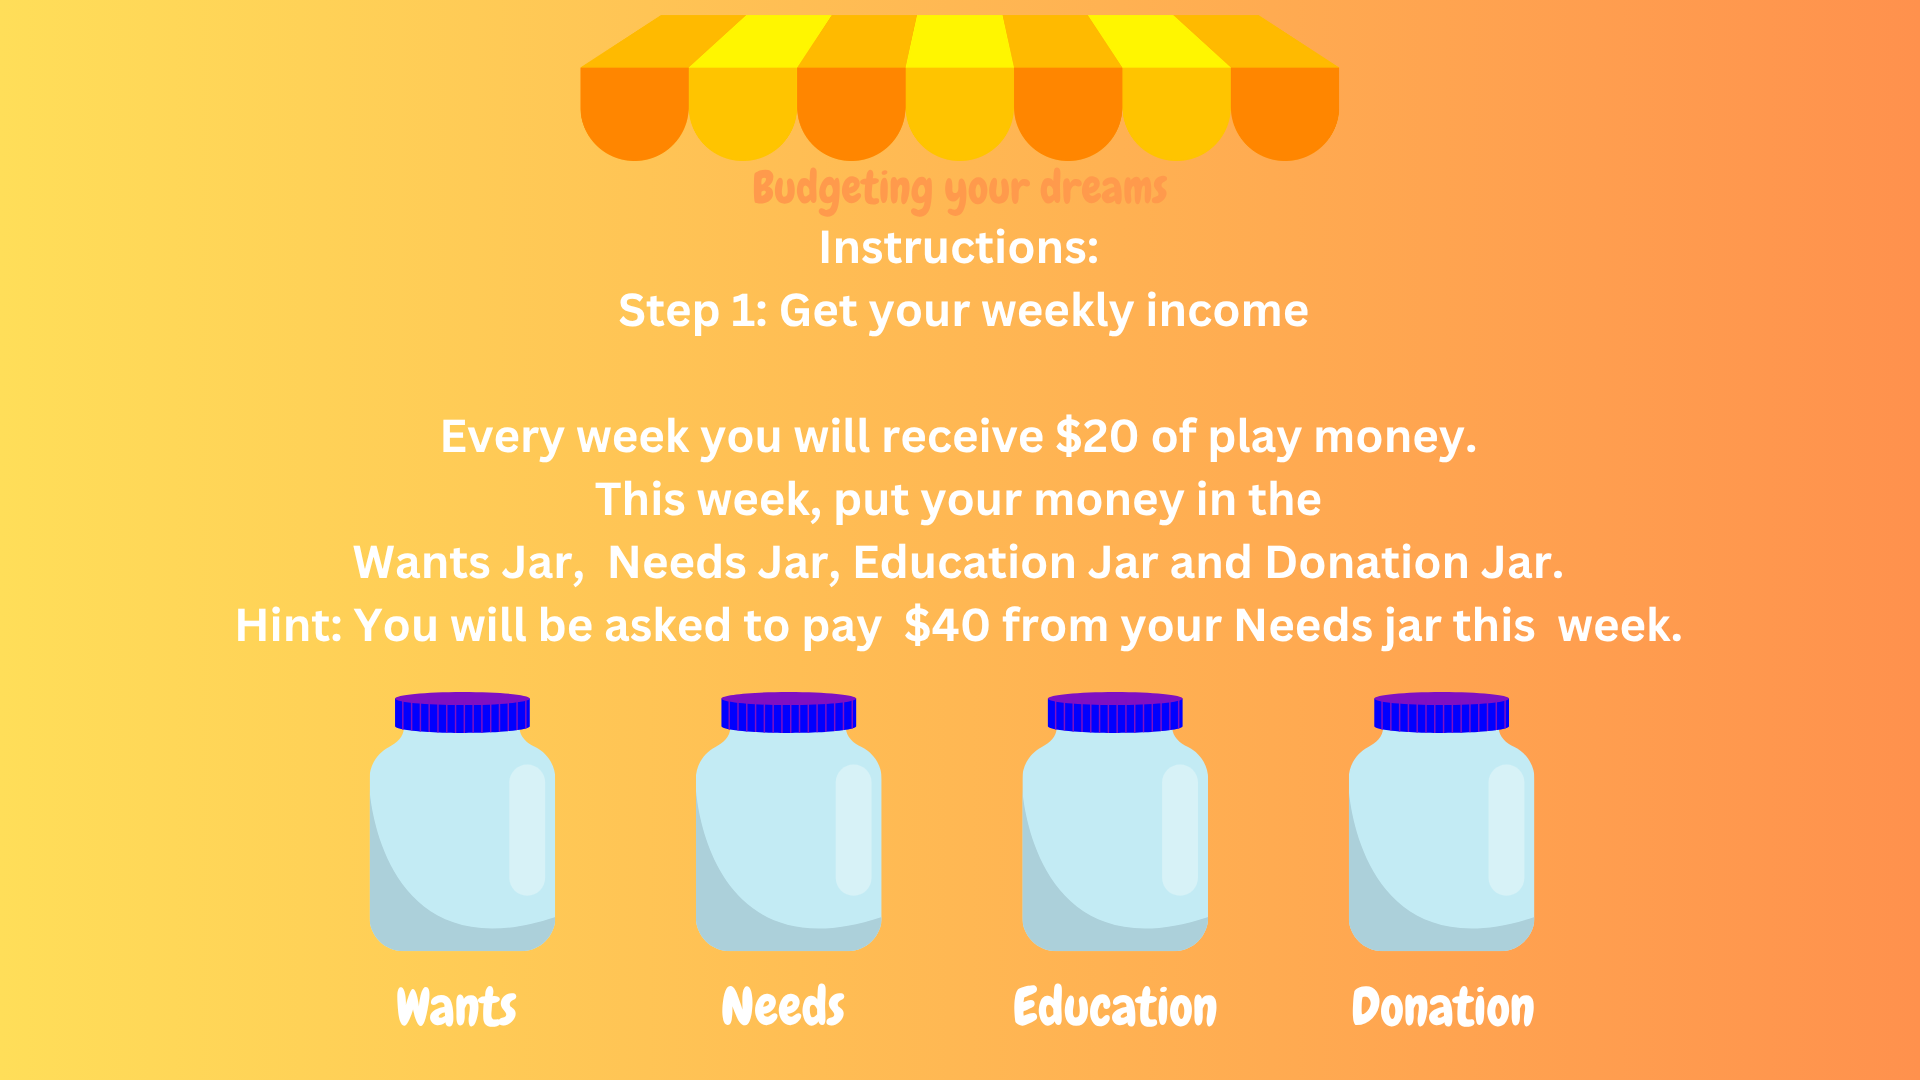 Budgeting your dreams
Instructions:
Step 1: Get your weekly income
Every week you will receive $20 of play money.
This week, put your money in the
Wants Jar,  Needs Jar, Education Jar and Donation Jar.
Hint: You will be asked to pay  $40 from your Needs jar this  week.
Wants Needs Education Donation